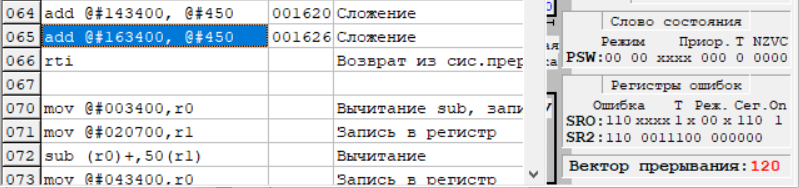 064 add @#143400, @#450 001620 Сложение
065 add @#163400, @#450 001626 Сложение
066 rti Возврат из сис.прер
067
070 mov @#003400,r0 Вычитание sub, запи
071 mov @#020700,r1 Запись в регистр
072 sub (r0)+,50(r1) Вычитание
073 mov @#043400,r0 Запись в регистр
Слово состояния
Режим Приор. T NZVC
PSW:00 00 xxxx 000 0 0000
Регистры ошибок
Ошибка T Реж. Сег.Оп
SR0:110 xxxx 1 x 00 x 110 1
SR2:110 0011100 000000
Вектор прерывания:120